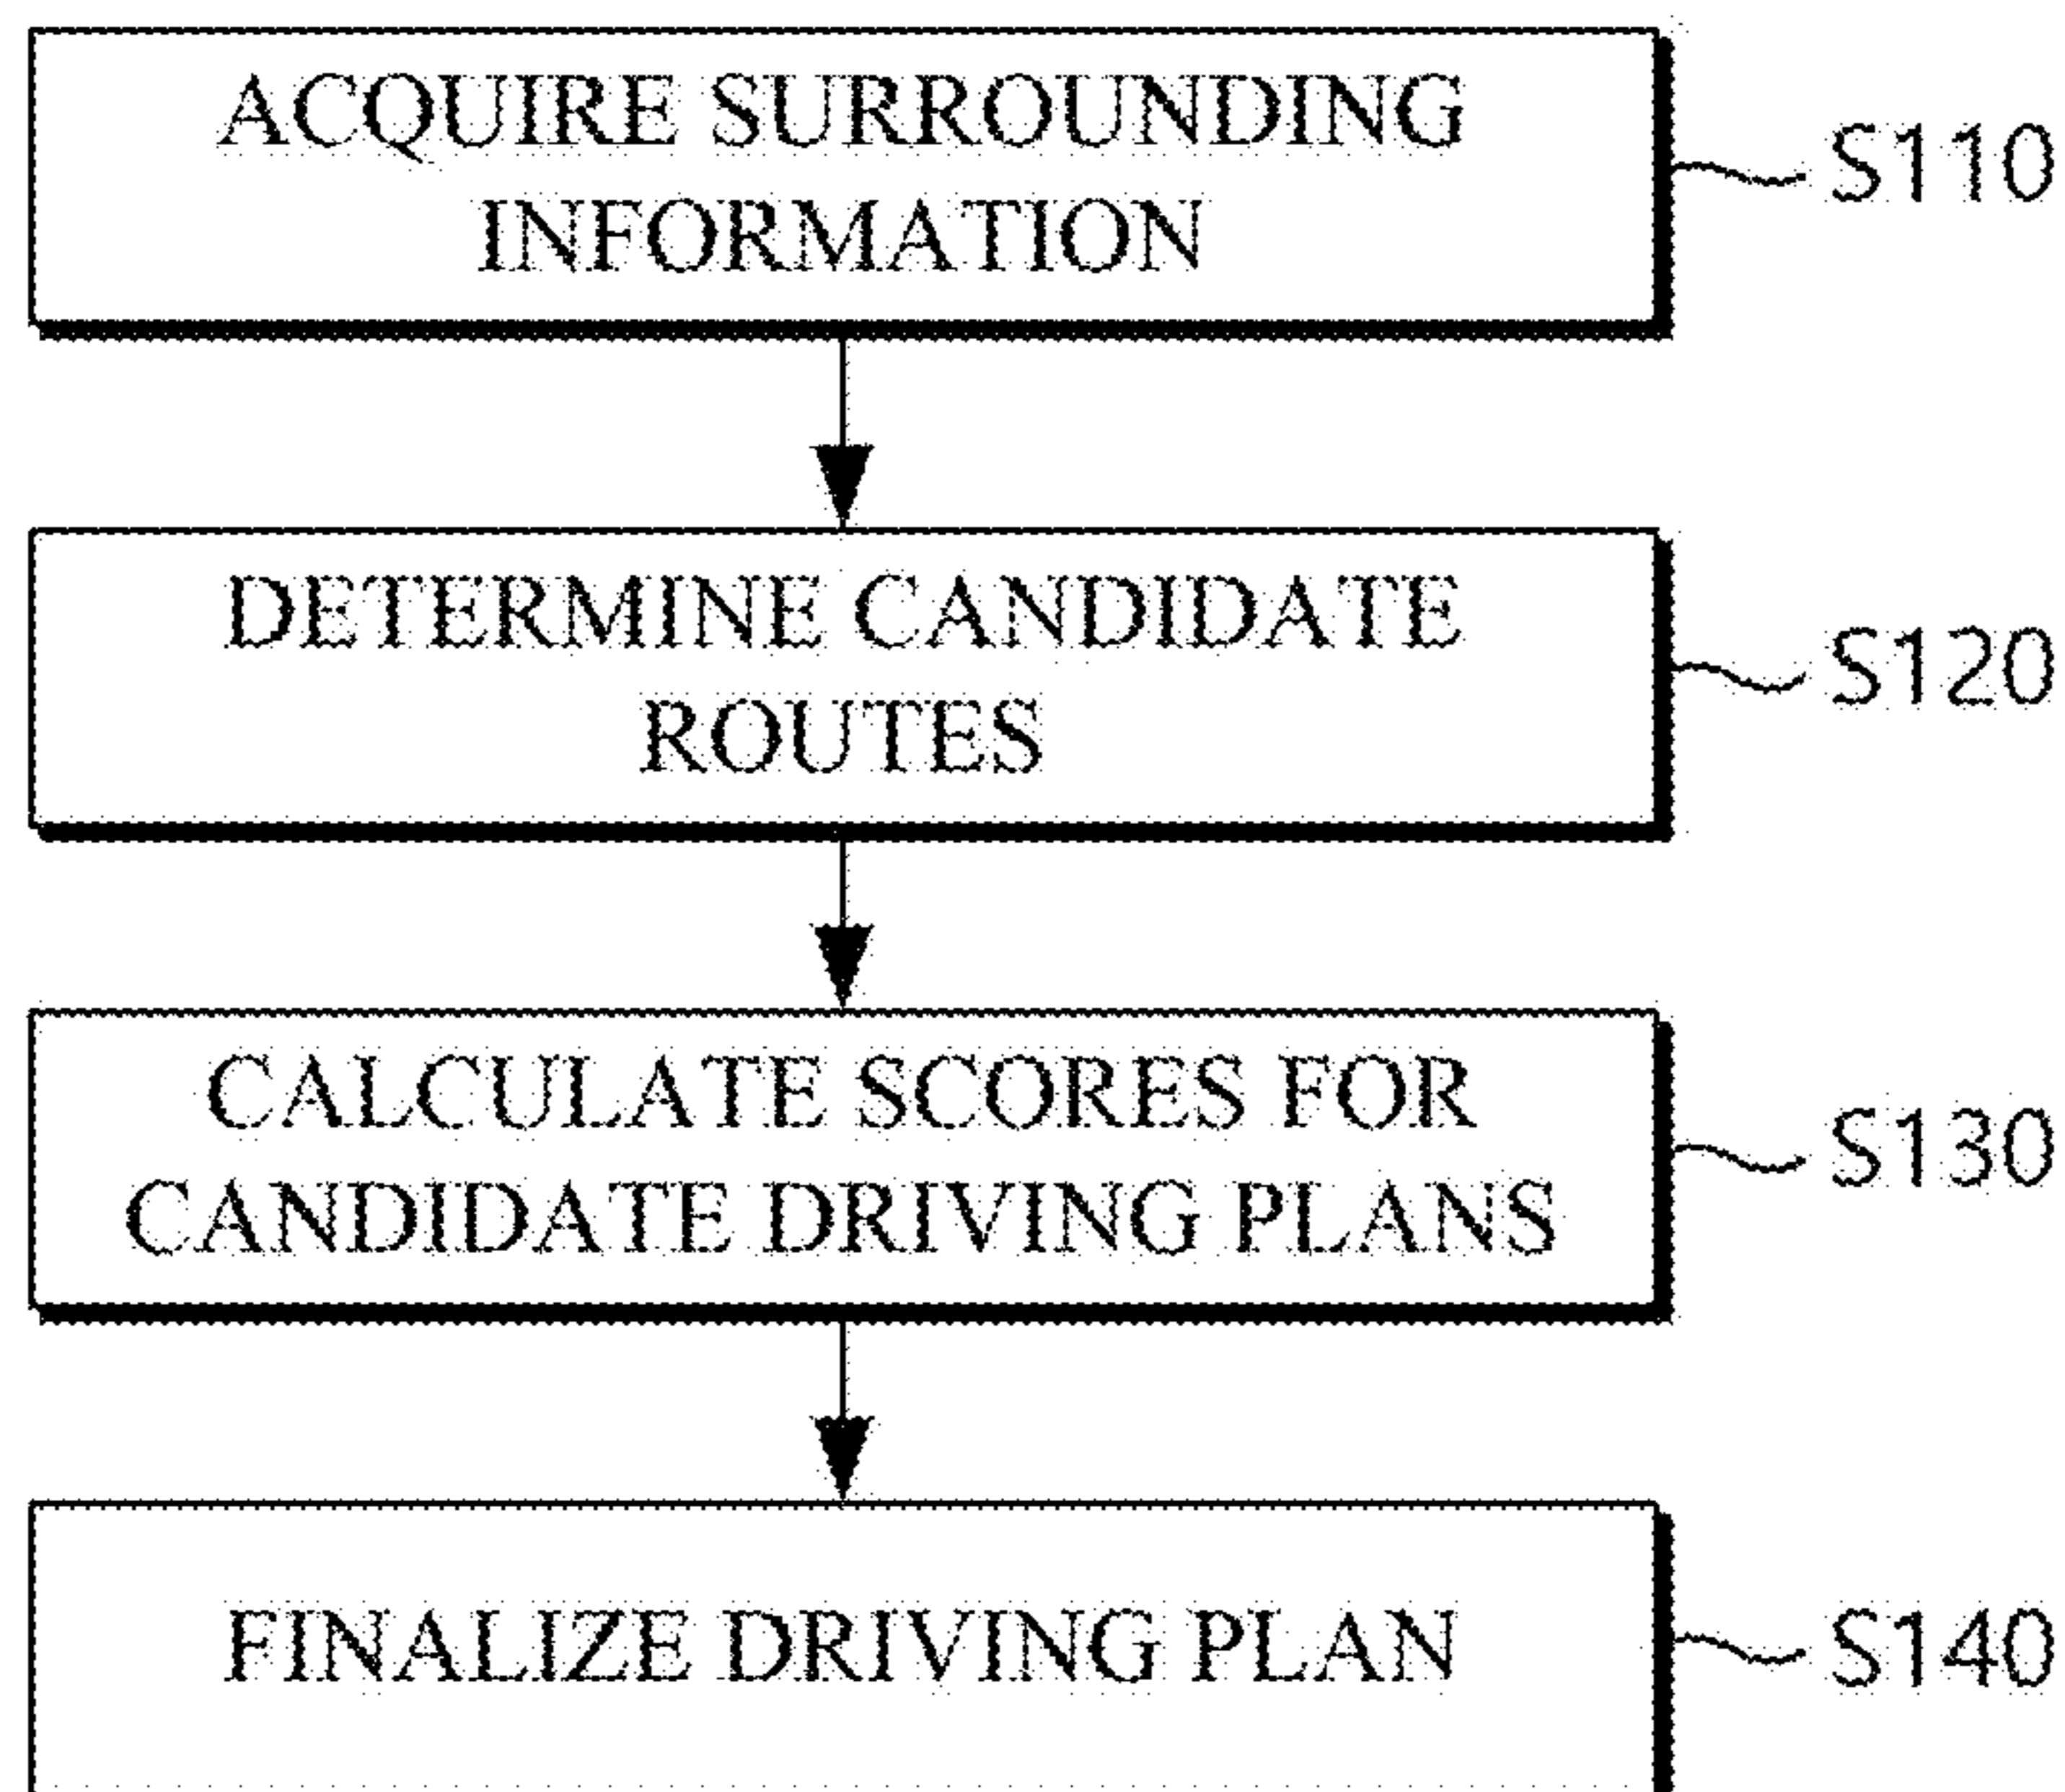 ACQUIRE SURROUNDING
INFORMATION
S110
DETERMINE CANDIDATE
ROUTES
S120
CALCULATE SCORES FOR
CANDIDATE DRIVING PLANS
S130
FINALIZE DRIVING PLAN
S140